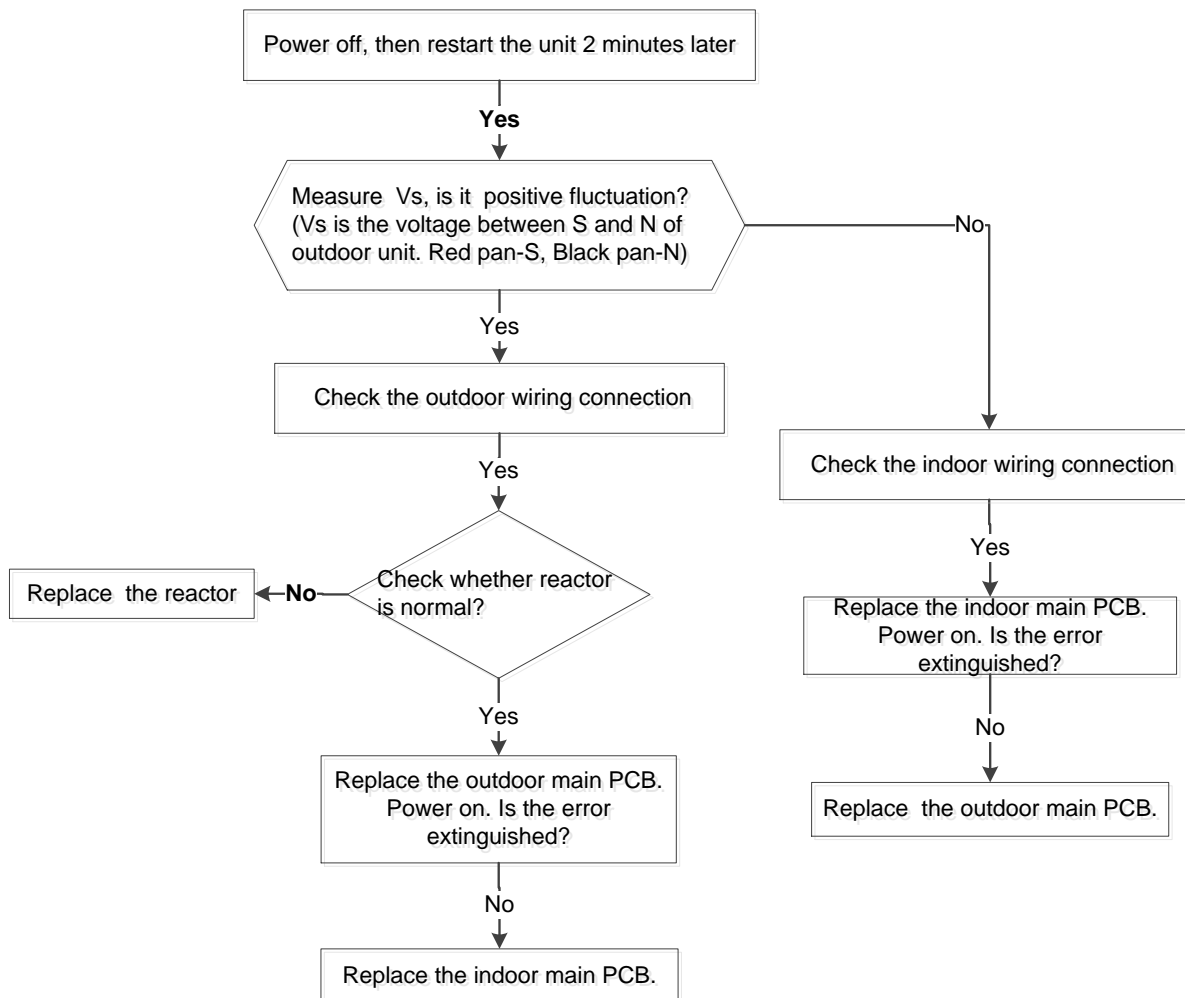 Power off, then restart the unit 2 minutes later
Yes
Measure Vs, is it positive fluctuation?
(Vs is the voltage between S and N of
outdoor unit. Red pan-S, Black pan-N)
No
Yes
Check the outdoor wiring connection
Yes
Check the indoor wiring connection
Yes
Check whether reactor
is normal?
No
Replace the reactor
Replace the indoor main PCB.
Power on. Is the error
extinguished?
Yes
No
Replace the outdoor main PCB.
Power on. Is the error
extinguished?
Replace the outdoor main PCB.
No
Replace the indoor main PCB.